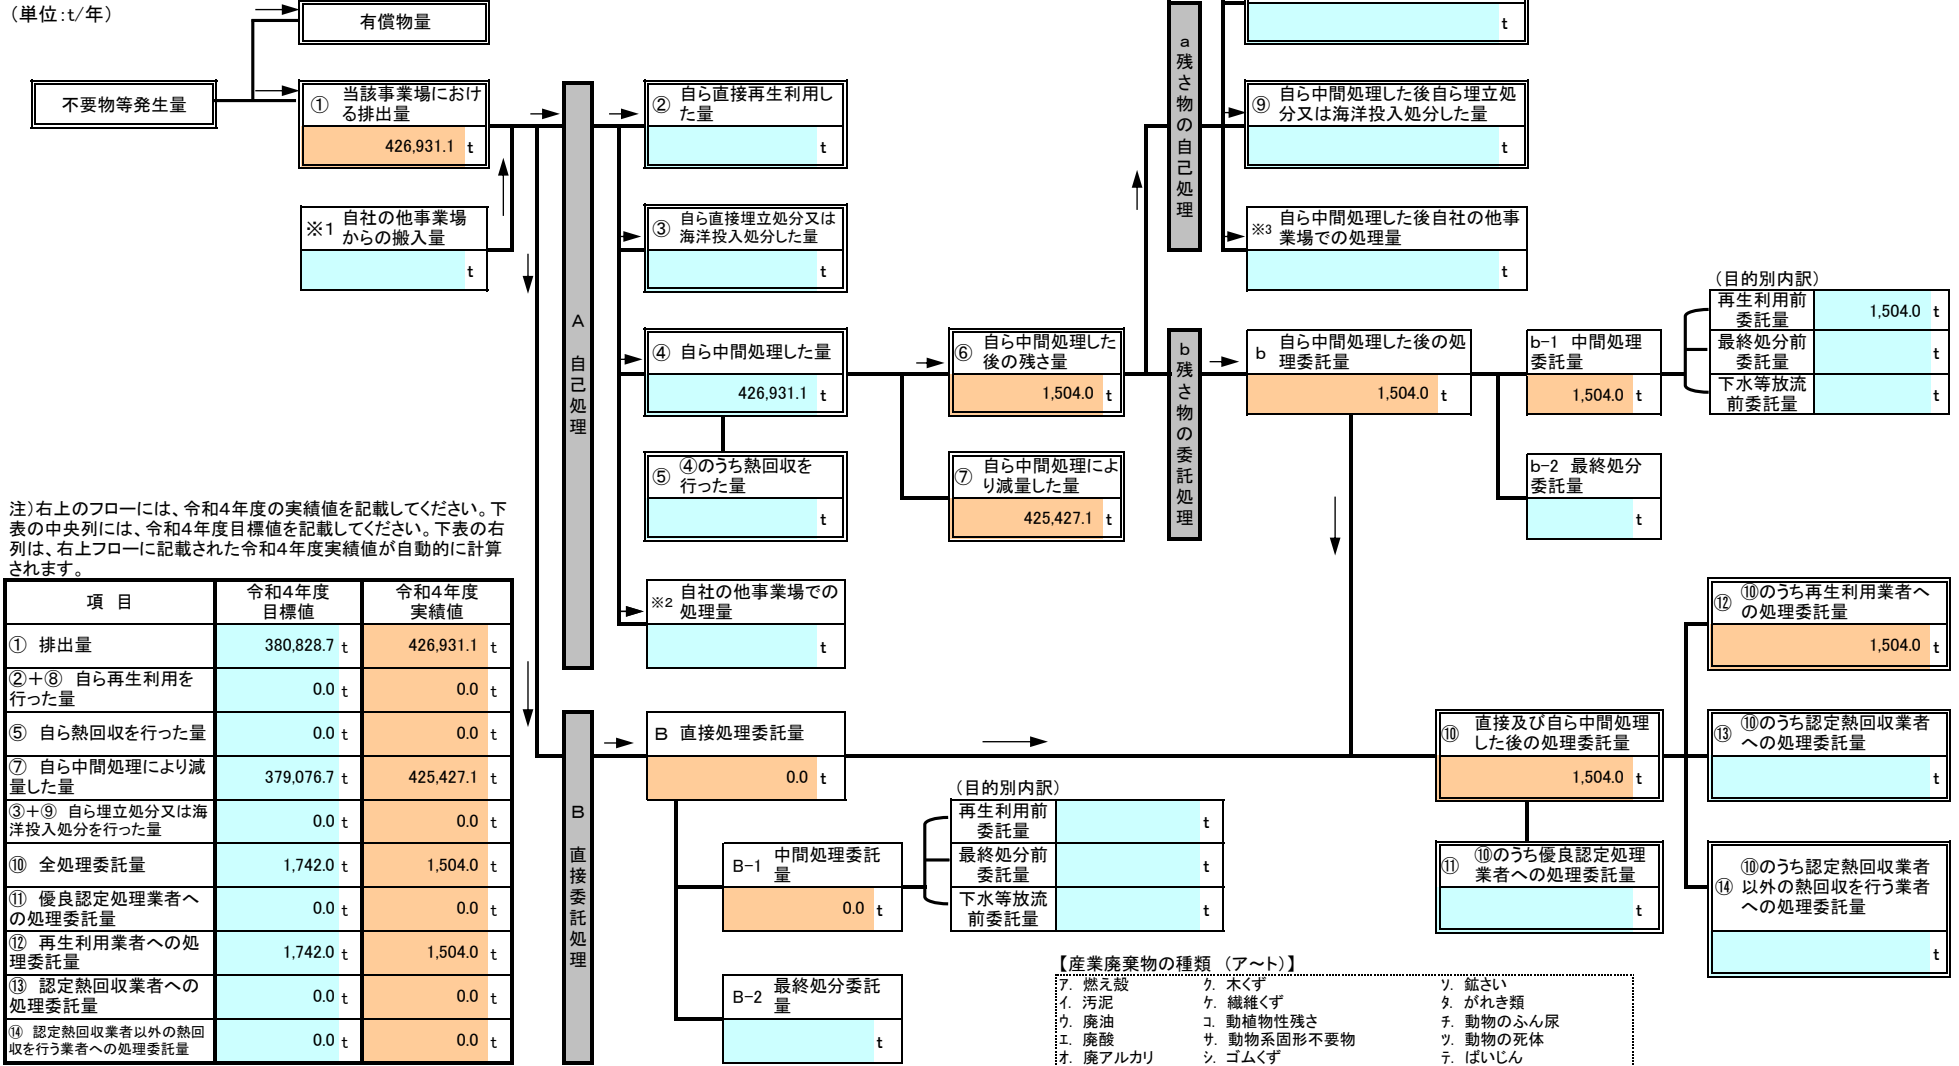 (単位:t/年)
有償物量
不要物等発生量
① 当該事業場におけ
る排出量
426,931.1 t
※1 自社の他事業場
からの搬入量
t
A 自己処理
② 自ら直接再生利用し
た量
t
③ 自ら直接埋立処分又は
海洋投入処分した量
t
④ 自ら中間処理した量
426,931.1 t
⑤ ④のうち熱回収を
行った量
t
※2 自社の他事業場での
処理量
t
⑥ 自ら中間処理した
後の残さ量
1,504.0 t
⑦ 自ら中間処理によ
り減量した量
425,427.1 t
a 残さ物の自己処理
t
⑨ 自ら中間処理した後自ら埋立処
分又は海洋投入処分した量
t
※3 自ら中間処理した後自社の他事
業場での処理量
t
b 残さ物の委託処理
b 自ら中間処理した後の処
理委託量
1,504.0 t
b-1 中間処理
委託量
1,504.0 t
b-2 最終処分
委託量
t
(目的別内訳)
再生利用前
委託量
1,504.0 t
最終処分前
委託量
t
下水等放流
前委託量
t
注)右上のフローには、令和4年度の実績値を記載してください。下
表の中央列には、令和4年度目標値を記載してください。下表の右
列は、右上フローに記載された令和4年度実績値が自動的に計算
されます。
項 目 令和4年度 目標値 令和4年度 実績値
① 排出量 380,828.7 t 426,931.1 t
②+⑧ 自ら再生利用を
行った量 0.0 t 0.0 t
⑤ 自ら熱回収を行った量 0.0 t 0.0 t
⑦ 自ら中間処理により減
量した量 379,076.7 t 425,427.1 t
③+⑨ 自ら埋立処分又は海
洋投入処分を行った量 0.0 t 0.0 t
⑩ 全処理委託量 1,742.0 t 1,504.0 t
⑪ 優良認定処理業者へ
の処理委託量 0.0 t 0.0 t
⑫ 再生利用業者への処
理委託量 1,742.0 t 1,504.0 t
⑬ 認定熱回収業者への
処理委託量 0.0 t 0.0 t
⑭ 認定熱回収業者以外の熱回
収を行う業者への処理委託量 0.0 t 0.0 t
B 直接委託処理
B 直接処理委託量
0.0 t
B-1 中間処理委託
量
0.0 t
B-2 最終処分委託
量
t
(目的別内訳)
再生利用前
委託量
t
最終処分前
委託量
t
下水等放流
前委託量
t
⑩ 直接及び自ら中間処理
した後の処理委託量
1,504.0 t
⑪ ⑩のうち優良認定処理
業者への処理委託量
t
⑫ ⑩のうち再生利用業者へ
の処理委託量
1,504.0 t
⑬ ⑩のうち認定熱回収業者
への処理委託量
t
⑭ ⑩のうち認定熱回収業者
以外の熱回収を行う業者
への処理委託量
t
【産業廃棄物の種類 (ア~ト)】
ア. 燃え殻 ク. 木くず ソ. 鉱さい
イ. 汚泥 ケ. 繊維くず タ. がれき類
ウ. 廃油 コ. 動植物性残さ チ. 動物のふん尿
エ. 廃酸 サ. 動物系固形不要物 ツ. 動物の死体
オ. 廃アルカリ シ. ゴムくず テ. ばいじん